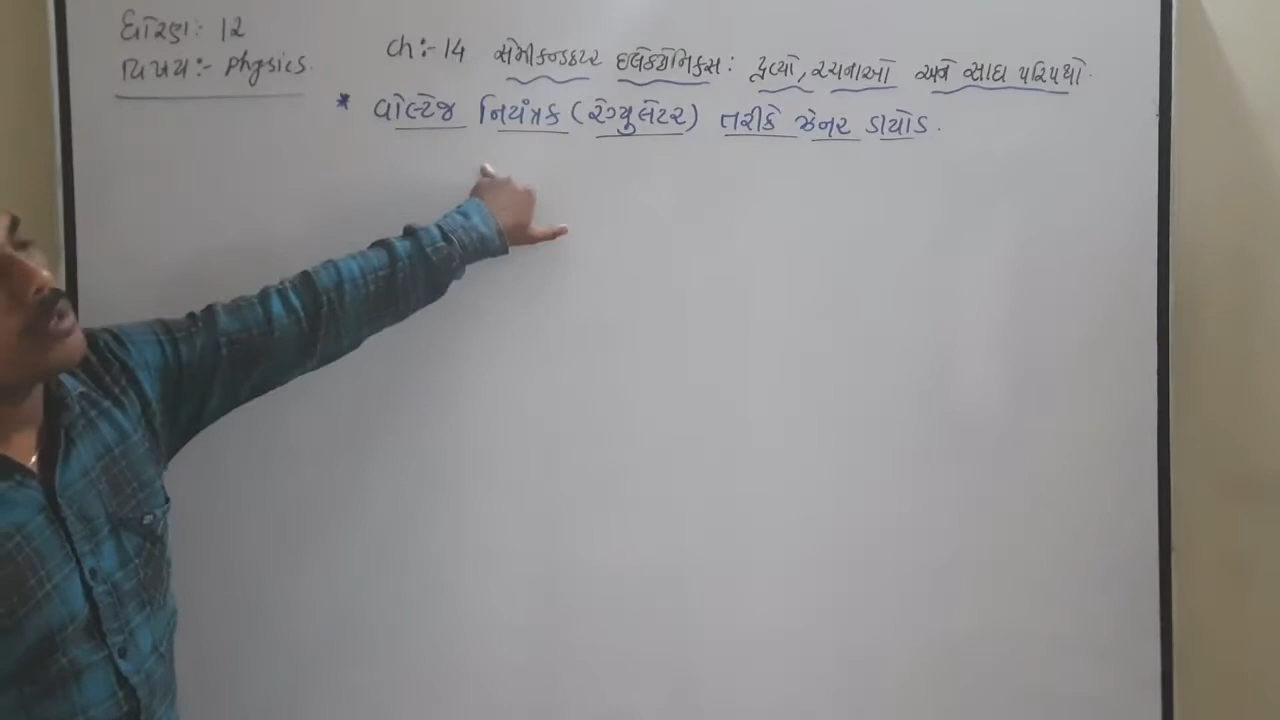 ધોરણ:- 12
વિષય:- physics.
ch:- 14 સેમીકન્ડક્ટર ઇલેક્ટ્રોનિક્સ: દ્રવ્યો, રચનાઓ અને સાદા પરિપથો.
* વોલ્ટેજ નિયંત્રક (રેગ્યુલેટર) તરીકે ઝેનર ડાયોડ.